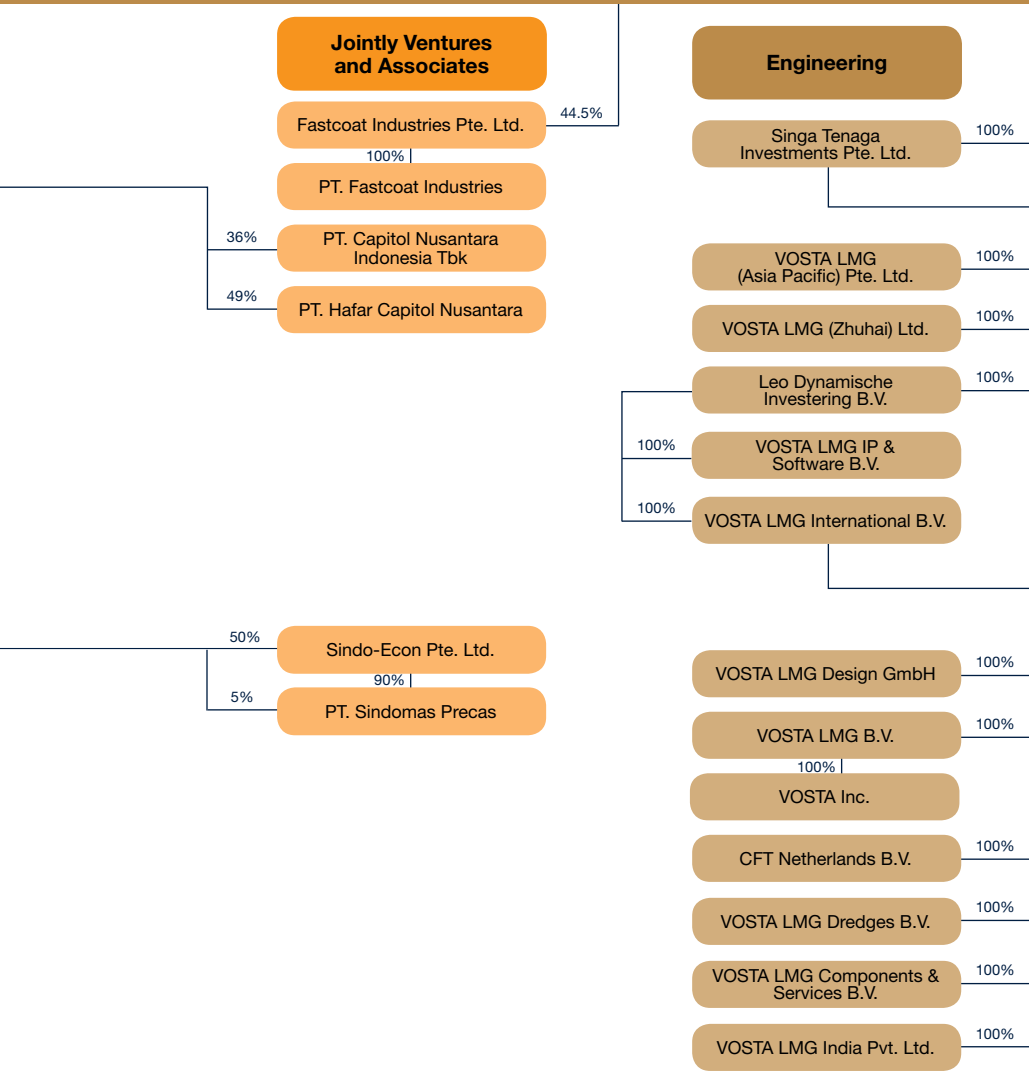 Jointly Ventures
and Associates
Fastcoat Industries Pte. Ltd.
44.5%
100%
PT. Fastcoat Industries
36%
PT. Capitol Nusantara
Indonesia Tbk
49%
PT. Hafar Capitol Nusantara
50%
Sindo-Econ Pte. Ltd.
90%
5%
PT. Sindomas Precas
Engineering
Singa Tenaga
Investments Pte. Ltd.
100%
VOSTA LMG
(Asia Pacific) Pte. Ltd.
100%
VOSTA LMG (Zhuhai) Ltd.
100%
Leo Dynamische
Investering B.V.
100%
100%
VOSTA LMG IP &
Software B.V.
100%
VOSTA LMG International B.V.
VOSTA LMG Design GmbH
100%
VOSTA LMG B.V.
100%
100%
VOSTA Inc.
CFT Netherlands B.V.
100%
VOSTA LMG Dredges B.V.
100%
VOSTA LMG Components &
Services B.V.
100%
VOSTA LMG India Pvt. Ltd.
100%